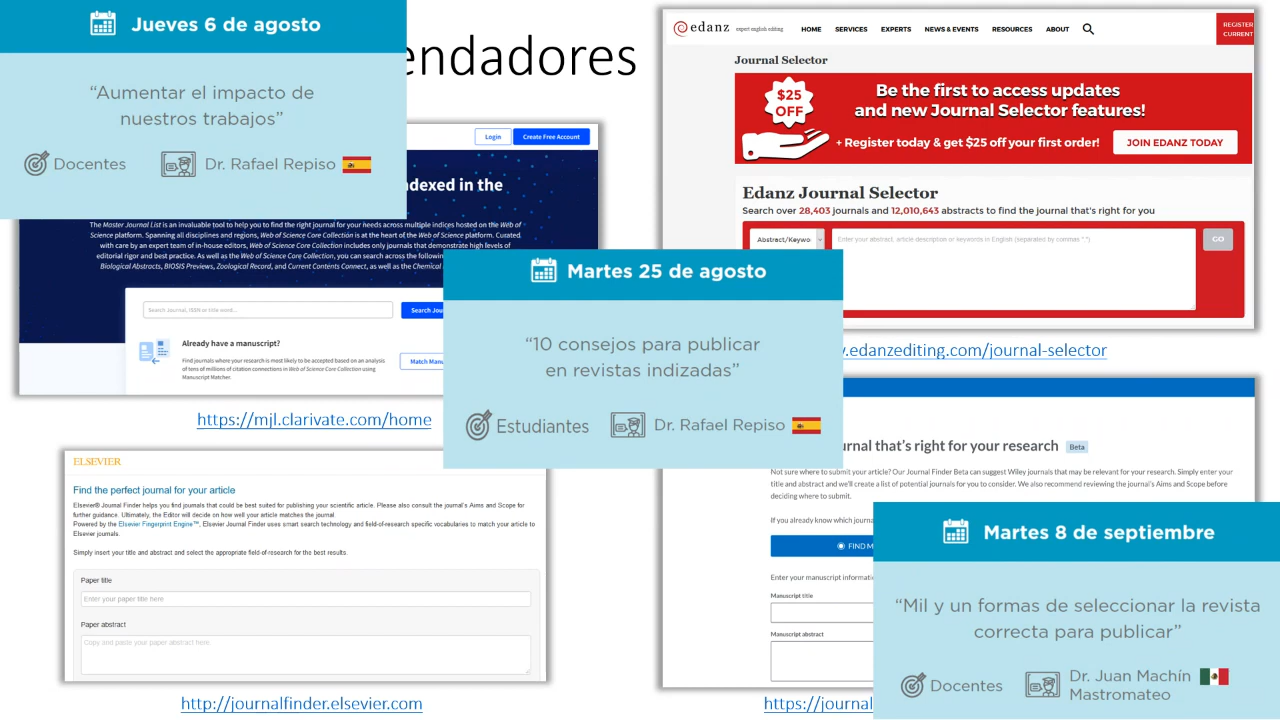 Jueves 6 de agosto
“Aumentar el impacto de
nuestros trabajos”
Docentes
Dr. Rafael Repiso
endadores
Login
Create Free Account
ndexed in the
The Master Journal List is an invaluable tool to help you to find the right journal for your needs across multiple indices hosted on the Web of
Science platform. Spanning all disciplines and regions, Web of Science Core Collection is at the heart of the Web of Science platform. Curated
with care by an expert team of in-house editors, Web of Science Core Collection includes only journals that demonstrate high levels of
editorial rigor and best practice. As well as the Web of Science Core Collection, you can search across the following
Biological Abstracts, BIOSIS Previews, Zoological Record, and Current Contents Connect, as well as the Chemical
Search Journal, ISSN or title word...
Search Jou
Already have a manuscript?
Find journals where your research is most likely to be accepted based on an analysis
of tens of millions of citation connections in Web of Science Core Collection using
Manuscript Matcher.
Match Manu
https://mjl.clarivate.com/home
edanz
expert english editing
HOME
SERVICES
EXPERTS
NEWS & EVENTS
RESOURCES
ABOUT
REGISTER
CURRENT
Journal Selector
$25
OFF
Be the first to access updates
and new Journal Selector features!
+ Register today & get $25 off your first order!
JOIN EDANZ TODAY
Edanz Journal Selector
Search over 28,403 journals and 12,010,643 abstracts to find the journal that's right for you
Abstract/Keywo
Enter your abstract, article description or keywords in English (separated by commas ",")
GO
w.edanzediting.com/journal-selector
Martes 25 de agosto
“10 consejos para publicar
en revistas indizadas”
Estudiantes
Dr. Rafael Repiso
ELSEVIER
Find the perfect journal for your article
Elsevier® Journal Finder helps you find journals that could be best suited for publishing your scientific article. Please also consult the journal's Aims and Scope for
further guidance. Ultimately, the Editor will decide on how well your article matches the journal
Powered by the Elsevier Fingerprint Engine™, Elsevier Journal Finder uses smart search technology and field-of-research specific vocabularies to match your article to
Elsevier journals.
Simply insert your title and abstract and select the appropriate field-of-research for the best results.
Paper title
Enter your paper title here
Paper abstract
Copy and paste your paper abstract here.
http://journalfinder.elsevier.com
urnal that’s right for your research
Beta
Not sure where to submit your article? Our Journal Finder Beta can suggest Wiley journals that may be relevant for your research. Simply enter your
title and abstract and we'll create a list of potential journals for you to consider. We also recommend reviewing the journal's Aims and Scope before
deciding where to submit.
If you already know which journa
FIND M
Enter your manuscript informati
Manuscript title
Manuscript abstract
https://journal
Martes 8 de septiembre
“Mil y un formas de seleccionar la revista
correcta para publicar”
Docentes
Dr. Juan Machín
Mastromateo